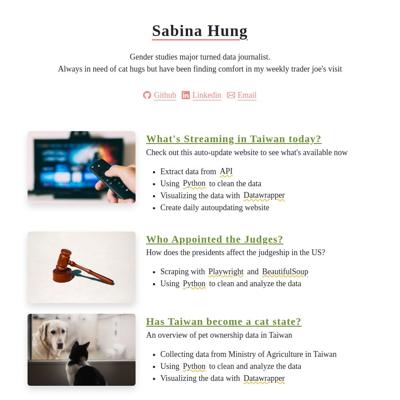 Sabina Hung
Gender studies major turned data journalist.
Always in need of cat hugs but have been finding comfort in my weekly trader joe's visit
Github Linkedin Email
What's Streaming in Taiwan today?
Check out this auto-update website to see what's available now
Extract data from API
Using Python to clean the data
Visualizing the data with Datawrapper
Create daily autoupdating website
Who Appointed the Judges?
How does the presidents affect the judgeship in the US?
Scraping with Playwright and BeautifulSoup
Using Python to clean and analyze the data
Has Taiwan become a cat state?
An overview of pet ownership data in Taiwan
Collecting data from Ministry of Agriculture in Taiwan
Using Python to clean and analyze the data
Visualizing the data with Datawrapper